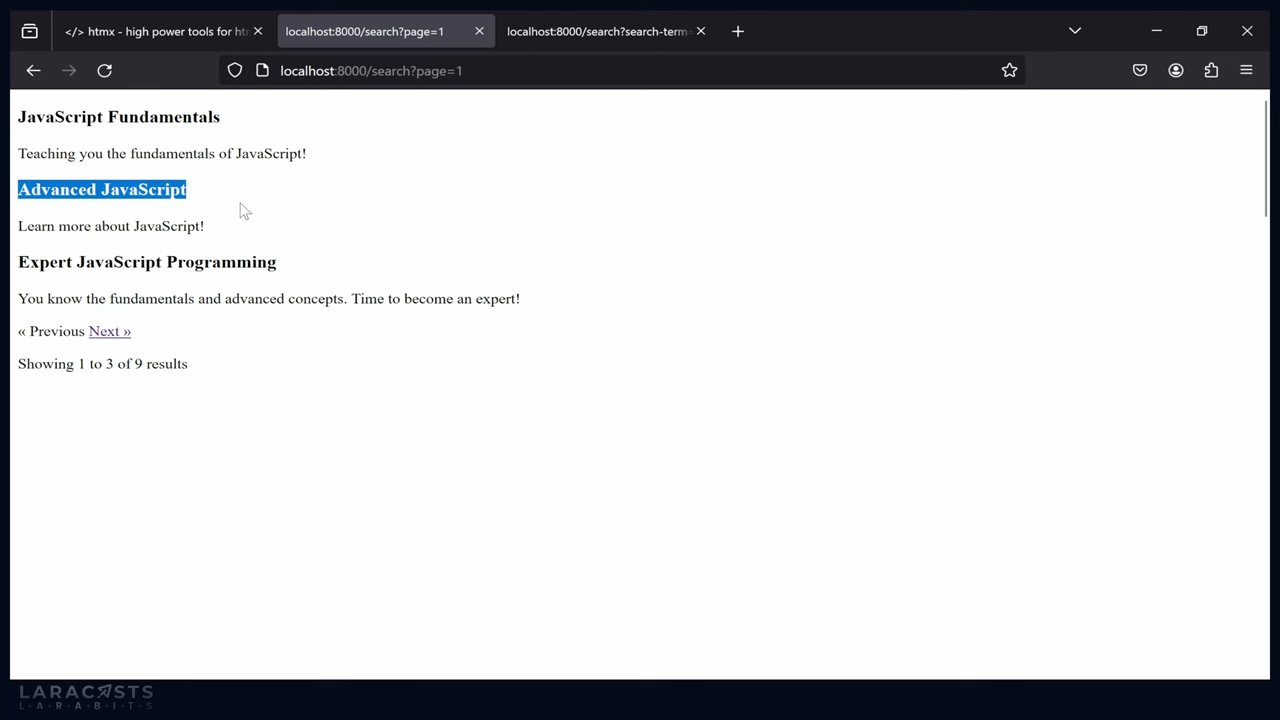 </> htmx - high power tools for ht
localhost:8000/search?page=1
localhost:8000/search?search-term=
localhost:8000/search?page=1
JavaScript Fundamentals
Teaching you the fundamentals of JavaScript!
Advanced JavaScript
Learn more about JavaScript!
Expert JavaScript Programming
You know the fundamentals and advanced concepts. Time to become an expert!
« Previous Next »
Showing 1 to 3 of 9 results
LARACASTS
LARABITS